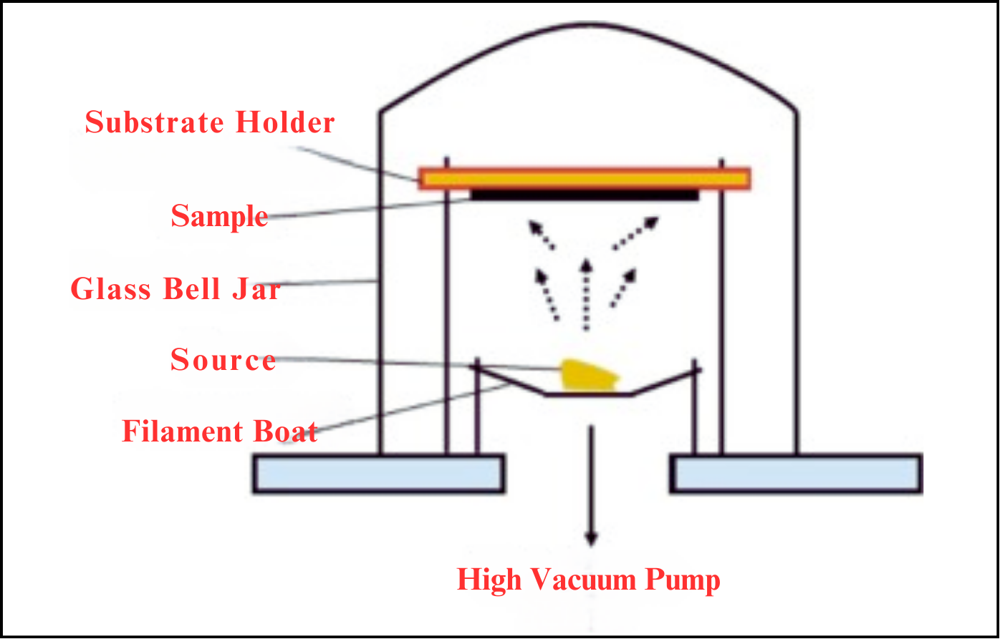 Substrate Holder
Sample
Glass Bell Jar
Source
Filament Boat
High Vacuum Pump